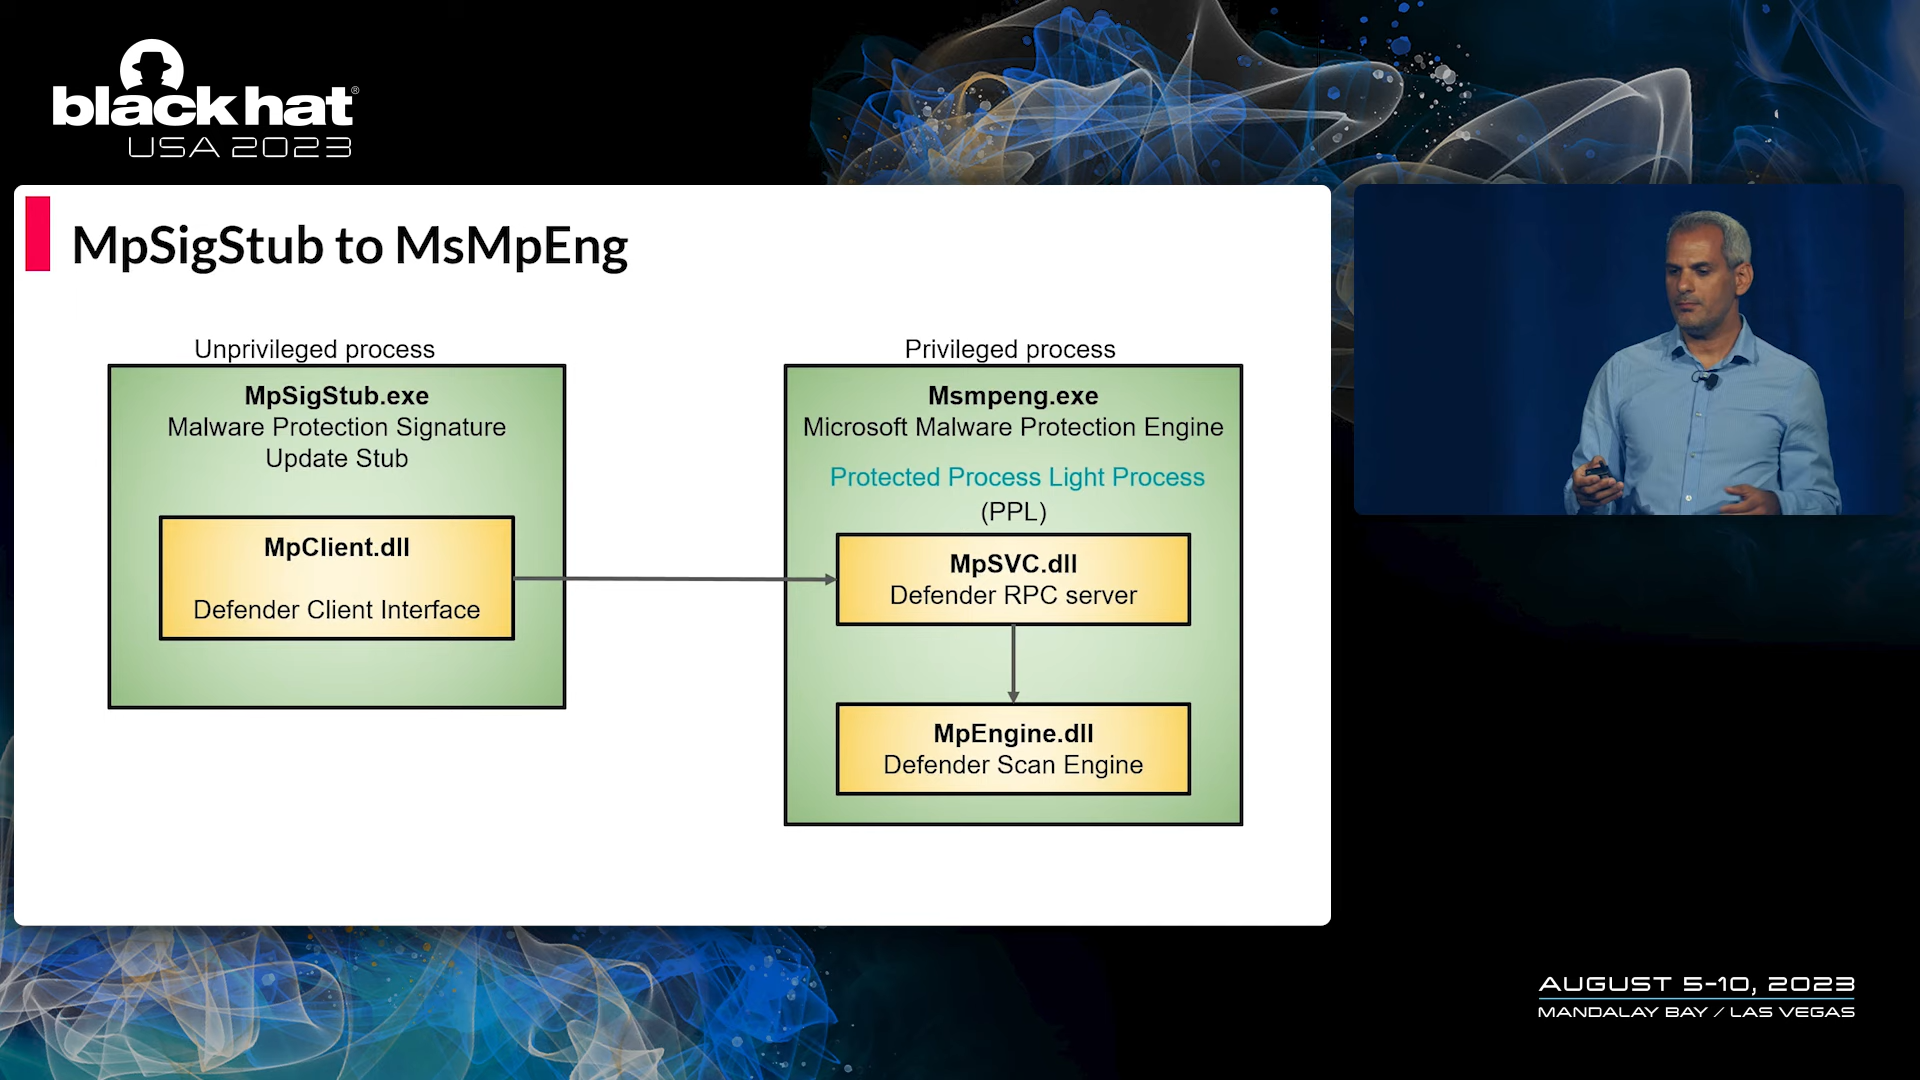 black hat®
USA 2023
MpSigStub to MsMpEng
Unprivileged process
MpSigStub.exe
Malware Protection Signature
Update Stub
MpClient.dll
Defender Client Interface
Privileged process
Msmpeng.exe
Microsoft Malware Protection Engine
Protected Process Light Process
(PPL)
MpSVC.dll
Defender RPC server
MpEngine.dll
Defender Scan Engine
AUGUST 5-10, 2023
MANDALAY BAY / LAS VEGAS